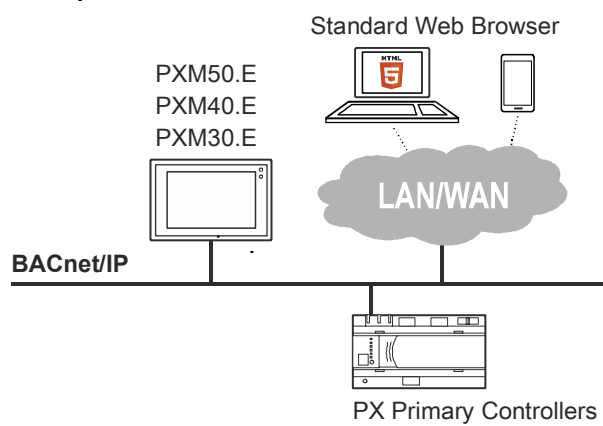 Standard Web Browser
PXM50.E
PXM40.E
PXM30.E
HTML
5
LAN/WAN
BACnet/IP
PX Primary Controllers